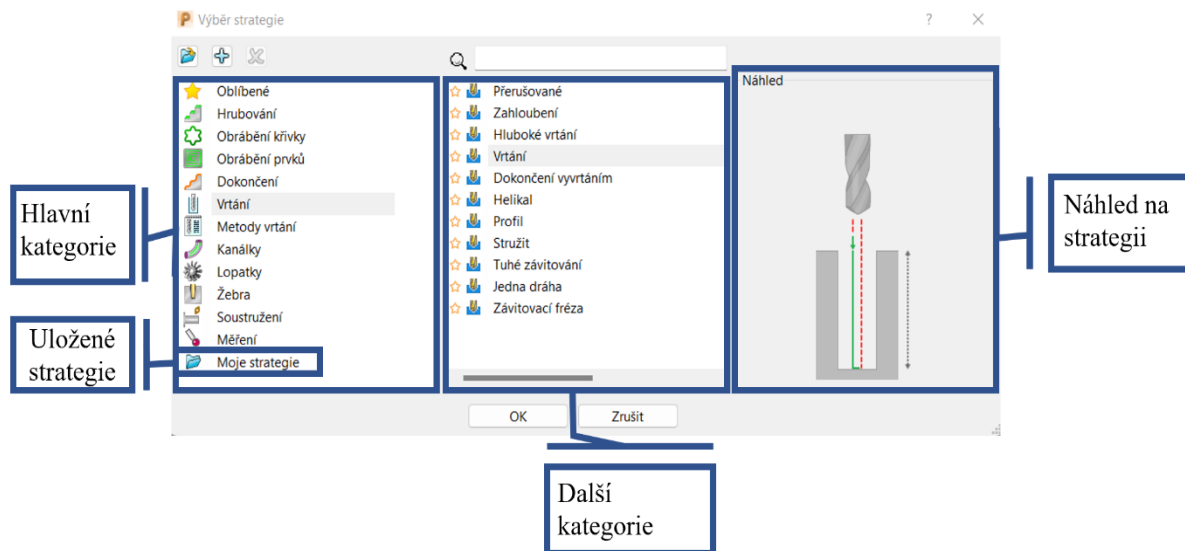 P Výběr strategie
?
Náhled
Oblíbené
Hrubování
Obrábění křivky
Obrábění prvků
Dokončení
Vrtání
Metody vrtání
Kanálky
Lopatky
Žebra
Soustružení
Měření
Moje strategie
Přerušované
Zahloubení
Hluboké vrtání
Vrtání
Dokončení vyvrtáním
Helikal
Profil
Stružit
Tuhé závitování
Jedna dráha
Závitovací fréza
OK
Zrušit
Hlavní
kategorie
Uložené
strategie
Další
kategorie
Náhled na
strategii